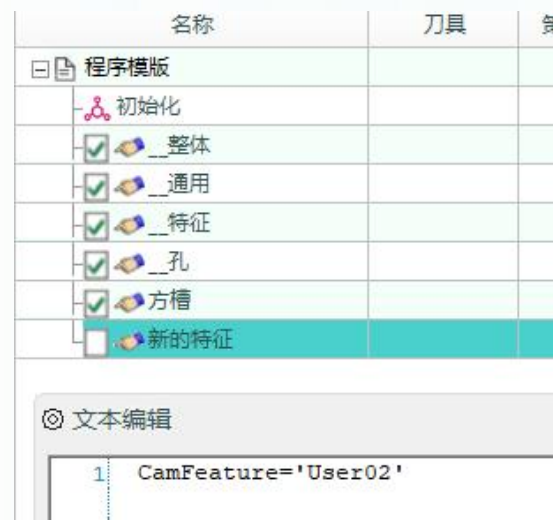 名称 刀具
程序模版
初始化
__整体
__通用
__特征
__孔
方槽
新的特征
文本编辑
1 CamFeature='User02'